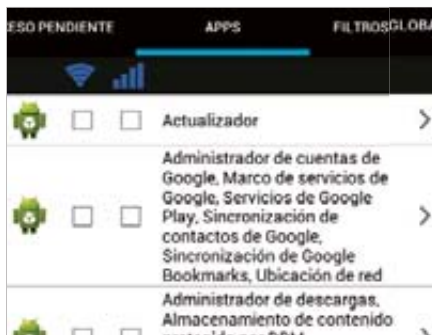 ESO PENDIENTE APPS FILTROS GLOBA
Actualizador
Administrador de cuentas de
Google, Marco de servicios de
Google, Servicios de Google
Play, Sincronización de
contactos de Google,
Sincronización de Google
Bookmarks, Ubicación de red
Administrador de descargas,
Almacenamiento de contenido